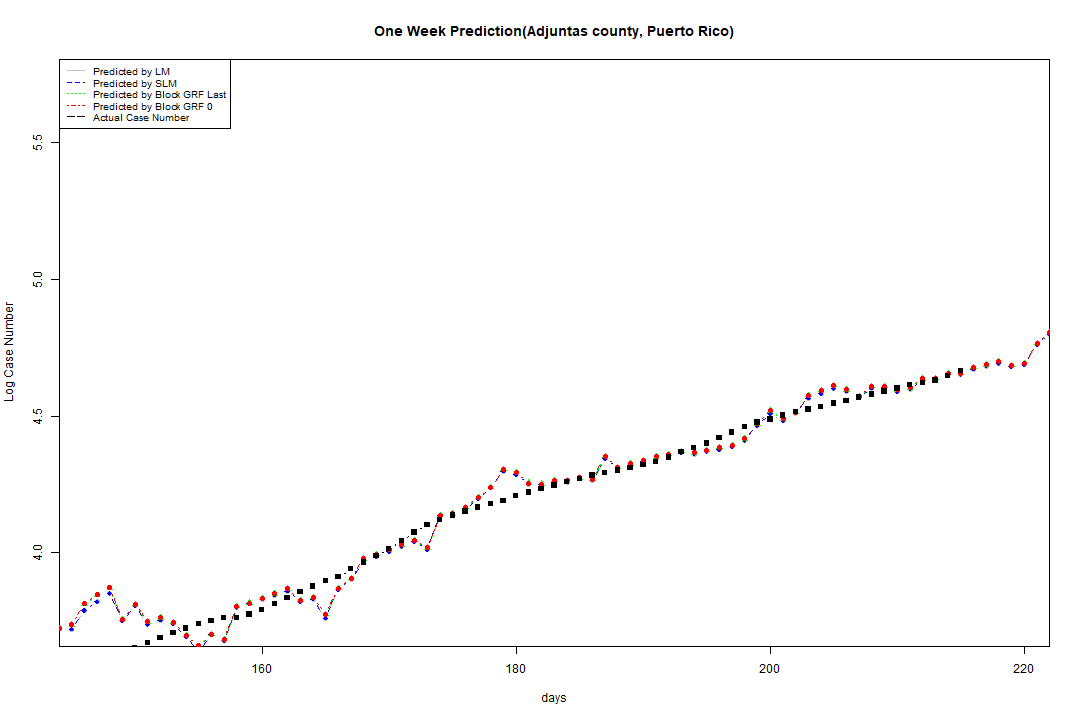 One Week Prediction(Adjuntas county, Puerto Rico)
Predicted by LM
Predicted by SLM
Predicted by Block GRF Last
Predicted by Block GRF 0
Actual Case Number
5.5
5.0
4.5
4.0
Log Case Number
160 180 200 220
days